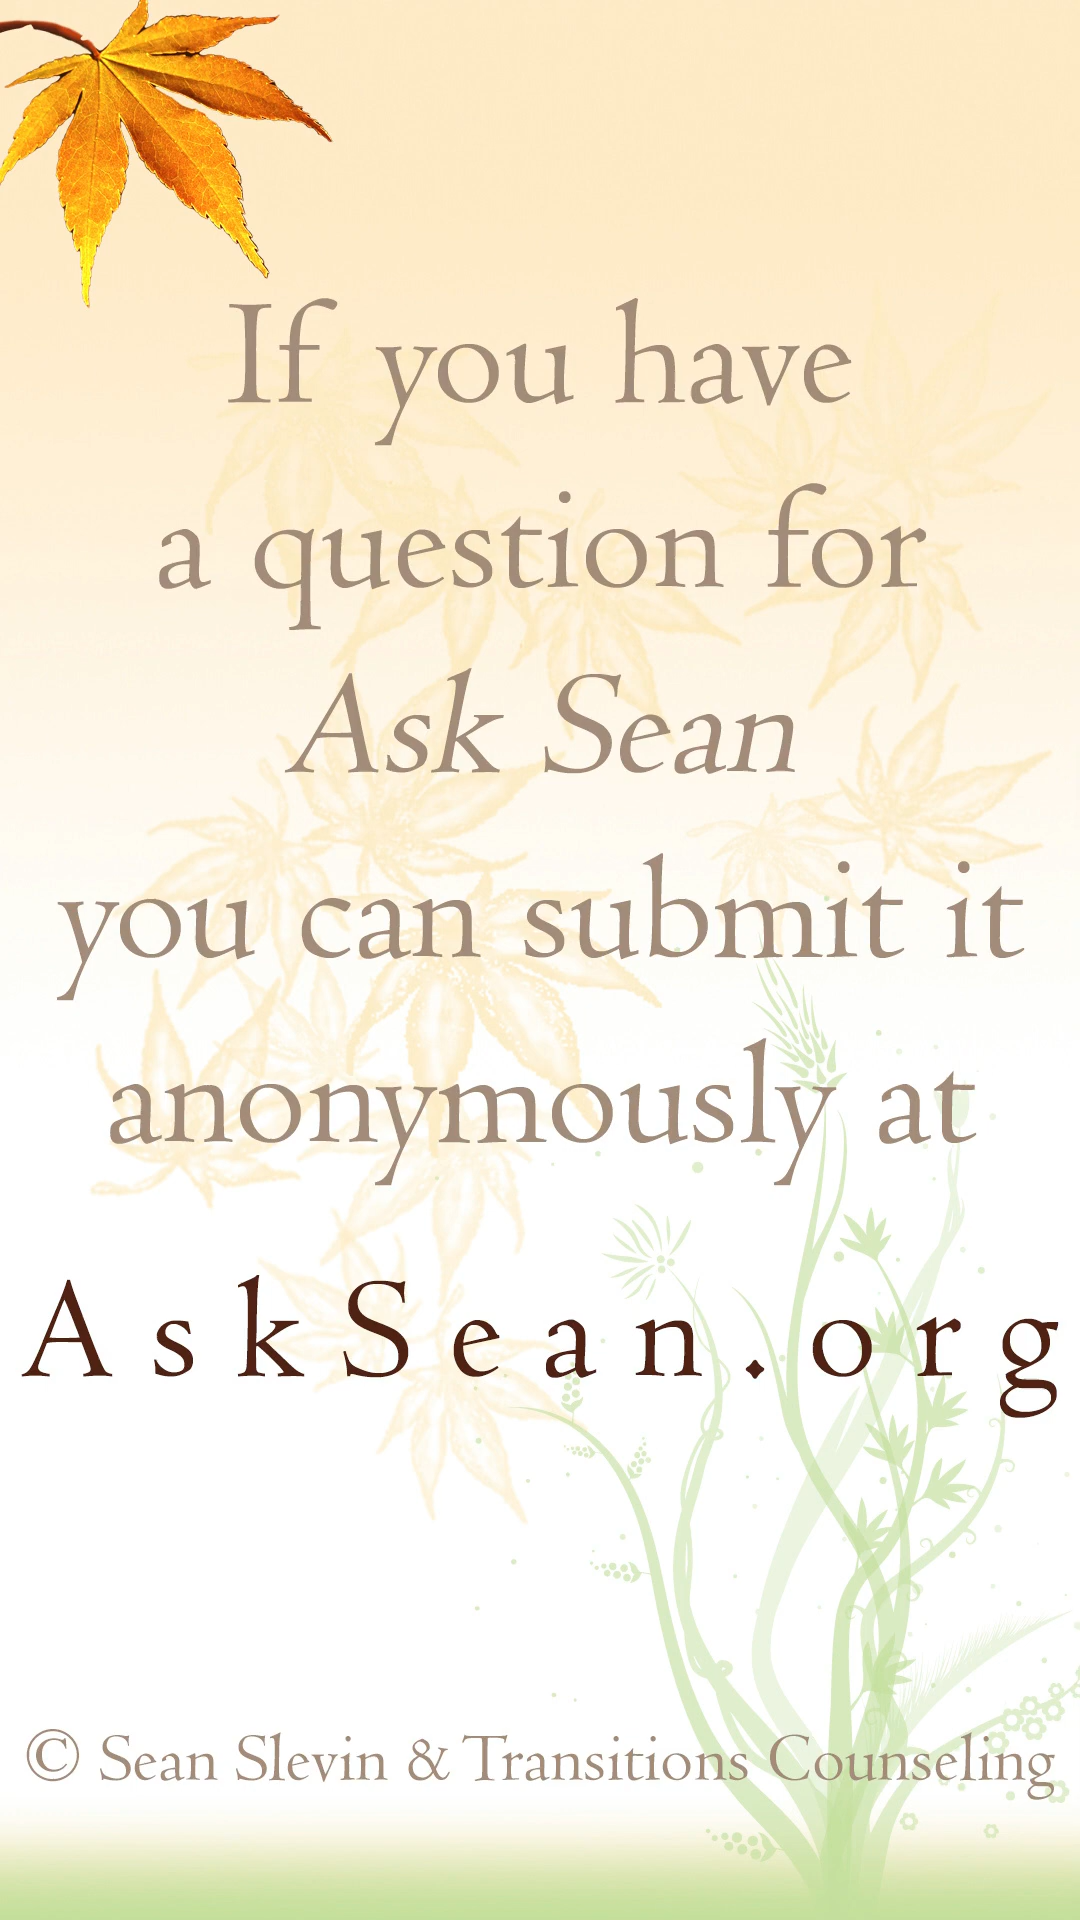 If you have
a question for
Ask Sean
you can submit it
anonymously at
AskSean.org
© Sean Slevin & Transitions Counseling